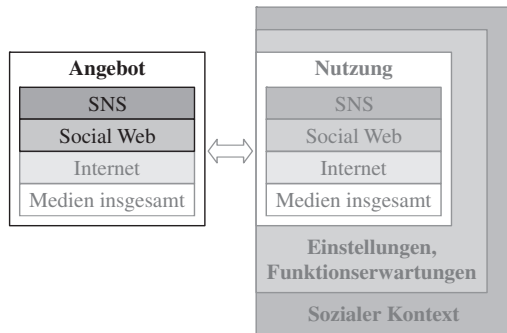 Angebot
SNS
Social Web
Internet
Medien insgesamt
Nutzung
SNS
Social Web
Internet
Medien insgesamt
Einstellungen,
Funktionserwartungen
Sozialer Kontext